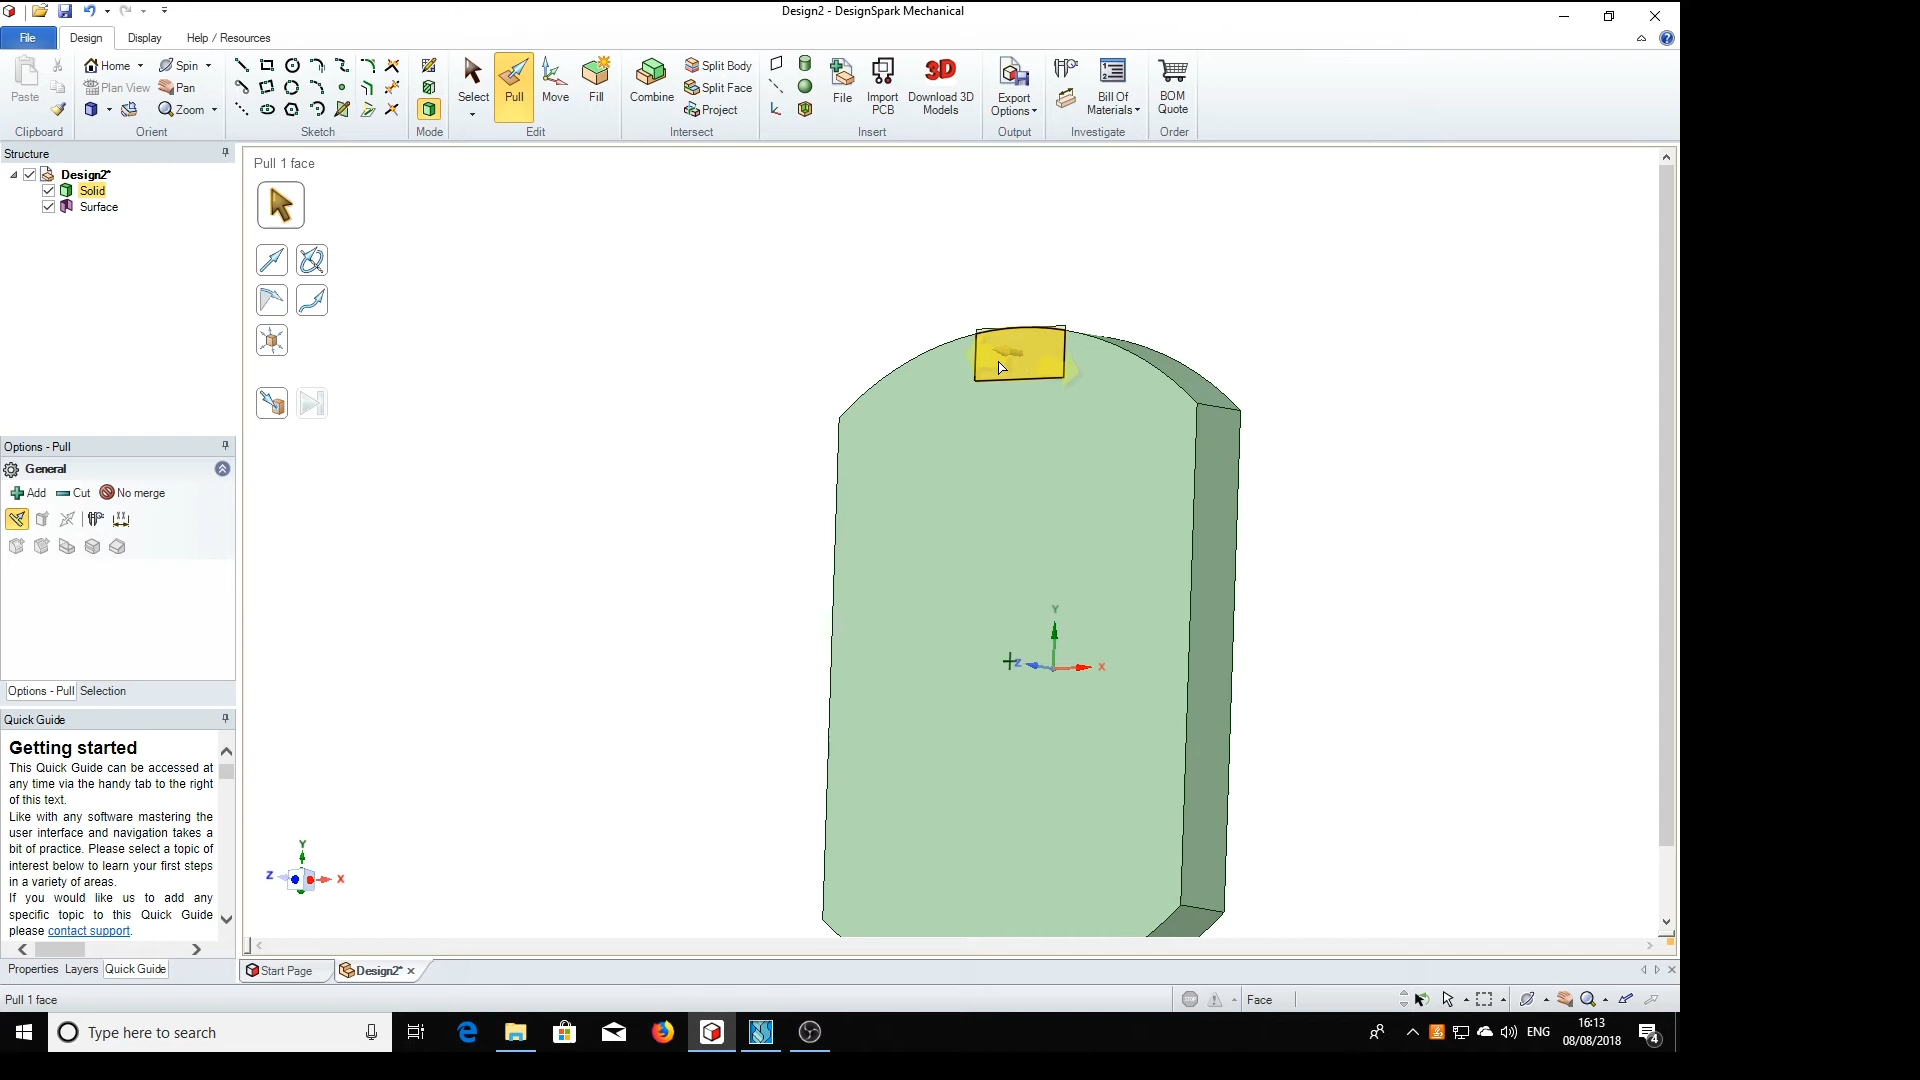 Design2 - DesignSpark Mechanical
File
Design
Display
Help / Resources
Paste
Clipboard
Home
Spin
Plan View
Pan
Zoom
Orient
Sketch
Mode
Select
Pull
Move
Fill
Edit
Combine
Split Body
Split Face
Project
Intersect
File
Import
PCB
3D
Download 3D
Models
Insert
Export
Options
Output
Bill Of
Materials
Investigate
BOM
Quote
Order
Structure
Design2*
Solid
Surface
Pull 1 face
Options - Pull
General
Add
Cut
No merge
Options - Pull
Selection
Quick Guide
Getting started
This Quick Guide can be accessed at
any time via the handy tab to the right
of this text.
Like with any software mastering the
user interface and navigation takes a
bit of practice. Please select a topic of
interest below to learn your first steps
in a variety of areas.
If you would like us to add any
specific topic to this Quick Guide
please contact support.
Y
Z
X
Y
Z
X
Properties
Layers
Quick Guide
Start Page
Design2*
Pull 1 face
Face
Type here to search
ENG
16:13
08/08/2018
4